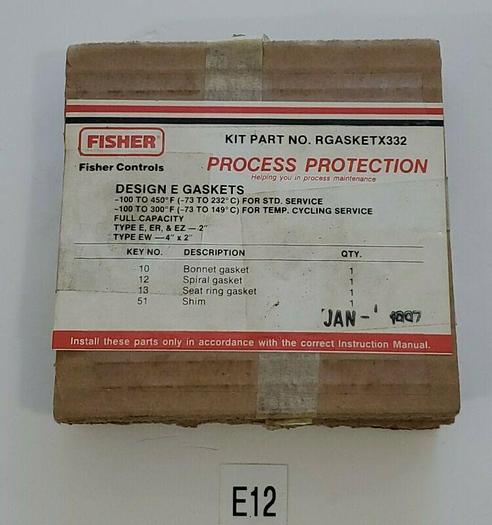 FISHER®
Fisher Controls
KIT PART NO. RGASKETX332
PROCESS PROTECTION
Helping you in process maintenance
DESIGN E GASKETS
-100 TO 450°F (-73 TO 232°C) FOR STD. SERVICE
-100 TO 300°F (-73 TO 149°C) FOR TEMP. CYCLING SERVICE
FULL CAPACITY
TYPE E, ER, & EZ — 2"
TYPE EW — 4" x 2"
KEY NO. DESCRIPTION QTY.
10 Bonnet gasket 1
12 Spiral gasket 1
13 Seat ring gasket 1
51 Shim 1
JAN-
Install these parts only in accordance with the correct Instruction Manual.
E12